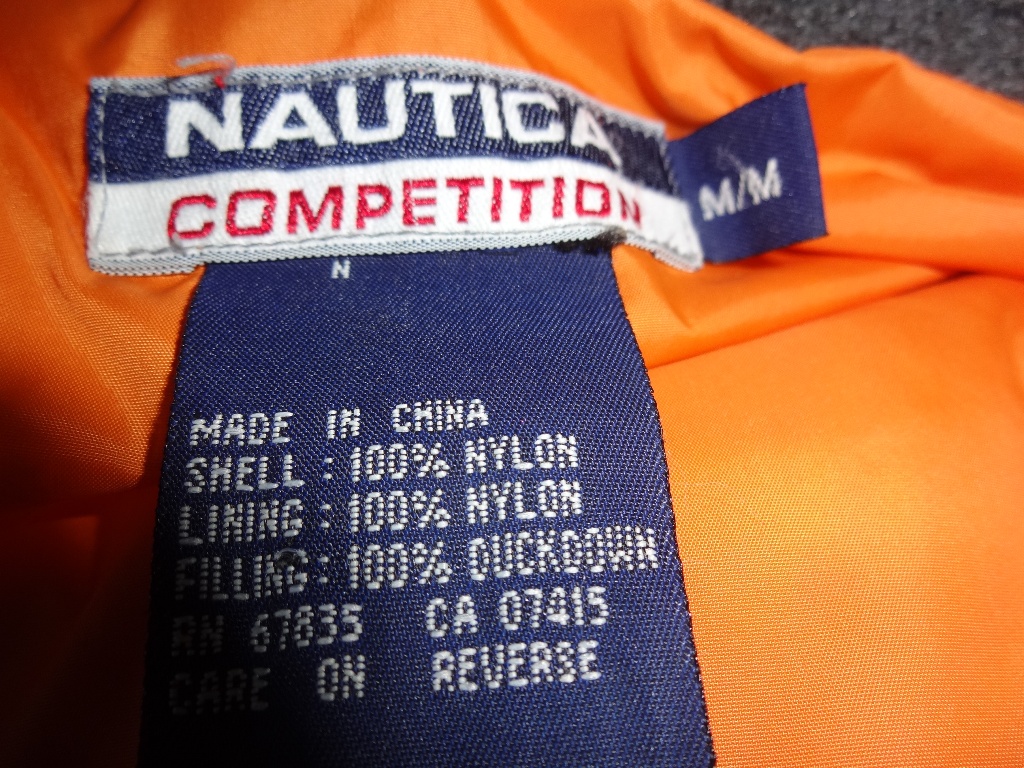 NAUTICA
COMPETITION
M/M
N
MADE IN CHINA
SHELL : 100% NYLON
LINING : 100% NYLON
FILLING : 100% DUCKDOWN
RN 67835 CA 07415
CARE ON REVERSE